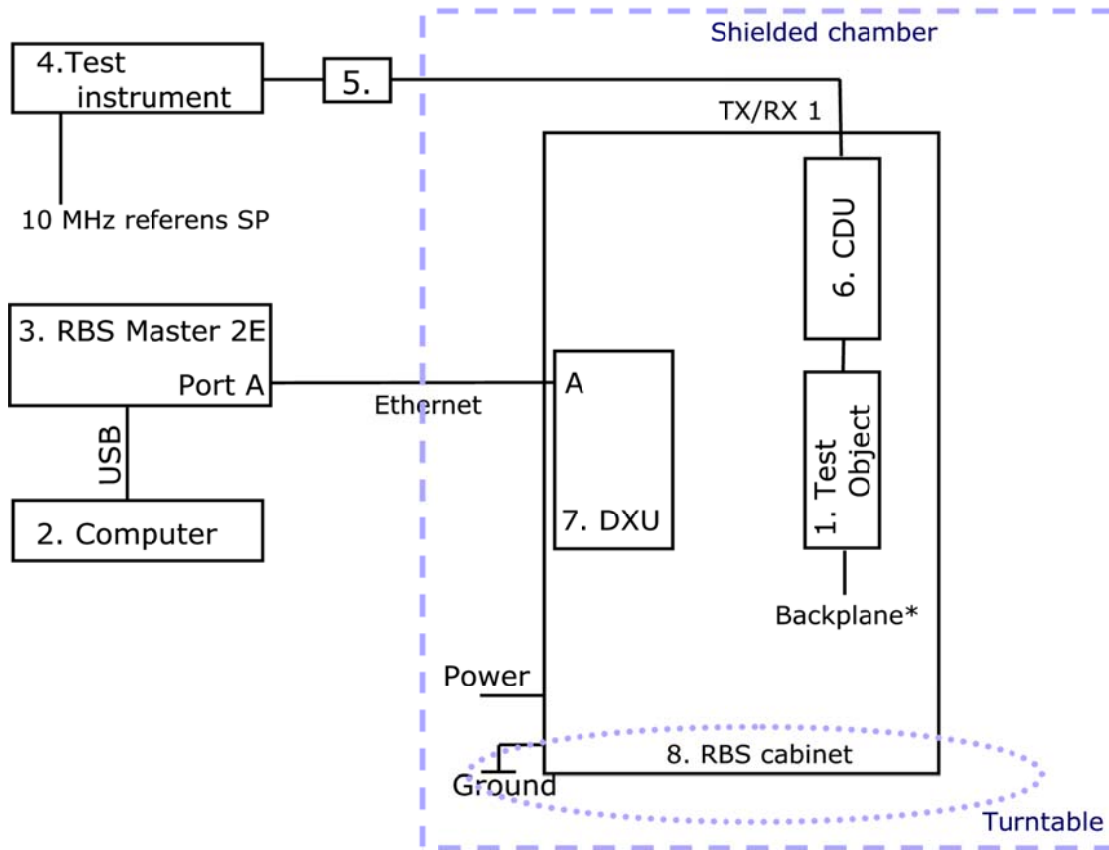 Shielded chamber
4.Test
instrument
5.
TX/RX 1
10 MHz referens SP
6. CDU
3. RBS Master 2E
Port A
Ethernet
A
USB
1. Test
Object
7. DXU
2. Computer
Backplane*
Power
8. RBS cabinet
Ground
Turntable